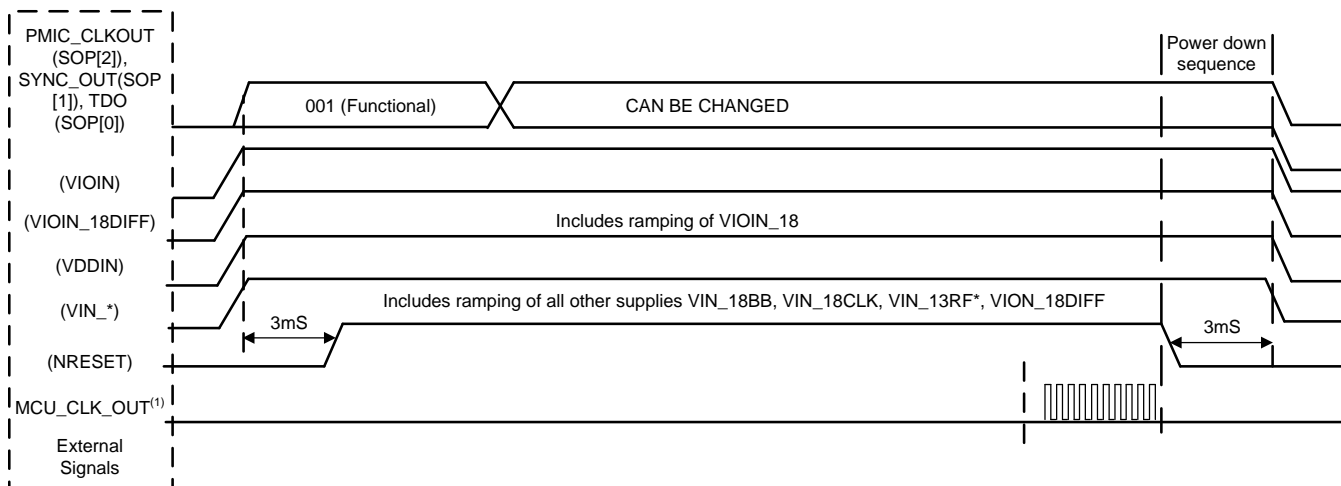 PMIC_CLKOUT
(SOP[2]),
SYNC_OUT(SOP
[1]), TDO
(SOP[0])
001 (Functional)
CAN BE CHANGED
Power down
sequence
(VIOIN)
(VIOIN_18DIFF)
Includes ramping of VIOIN_18
(VDDIN)
(VIN_*)
Includes ramping of all other supplies VIN_18BB, VIN_18CLK, VIN_13RF*, VION_18DIFF
3mS
3mS
(NRESET)
MCU_CLK_OUT(1)
External
Signals